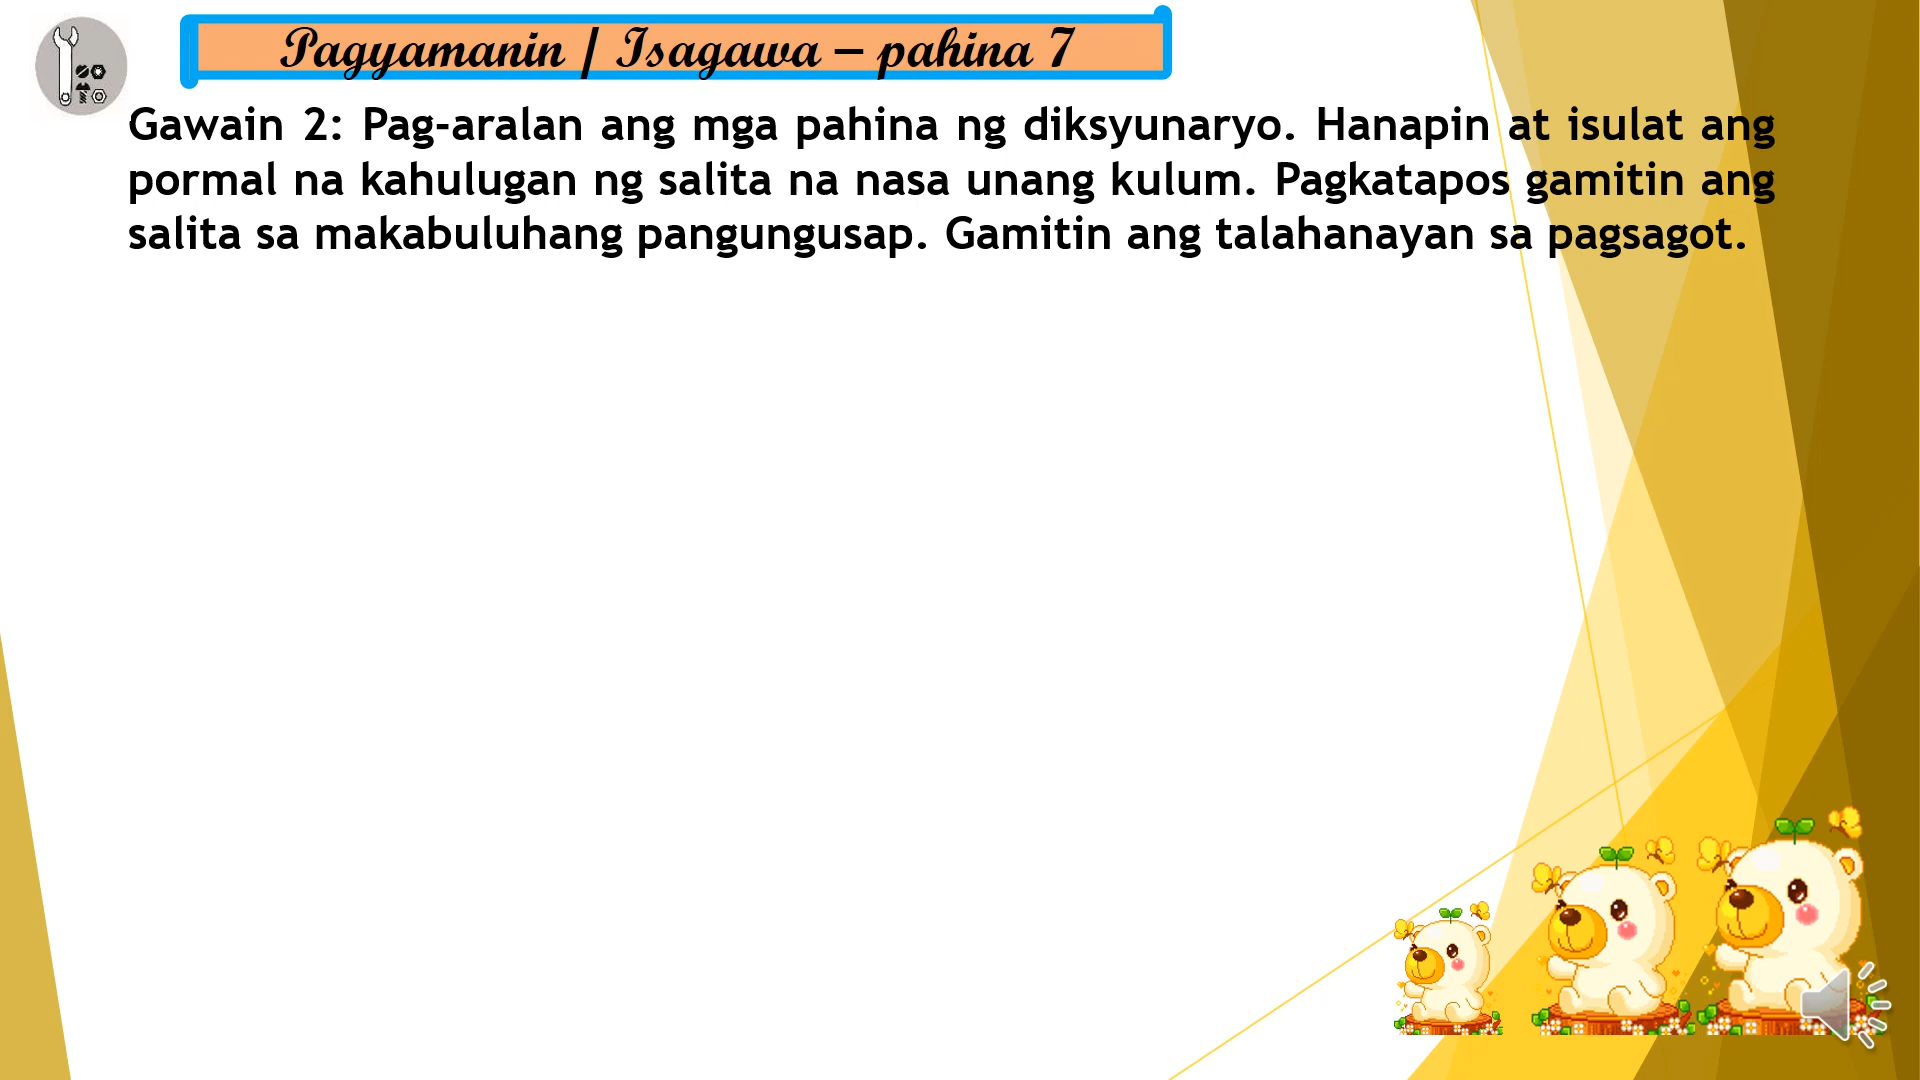 Pagyamanin / Isagawa – pahina 7
Gawain 2: Pag-aralan ang mga pahina ng diksyunaryo. Hanapin at isulat ang
pormal na kahulugan ng salita na nasa unang kulum. Pagkatapos gamitin ang
salita sa makabuluhang pangungusap. Gamitin ang talahanayan sa pagsagot.